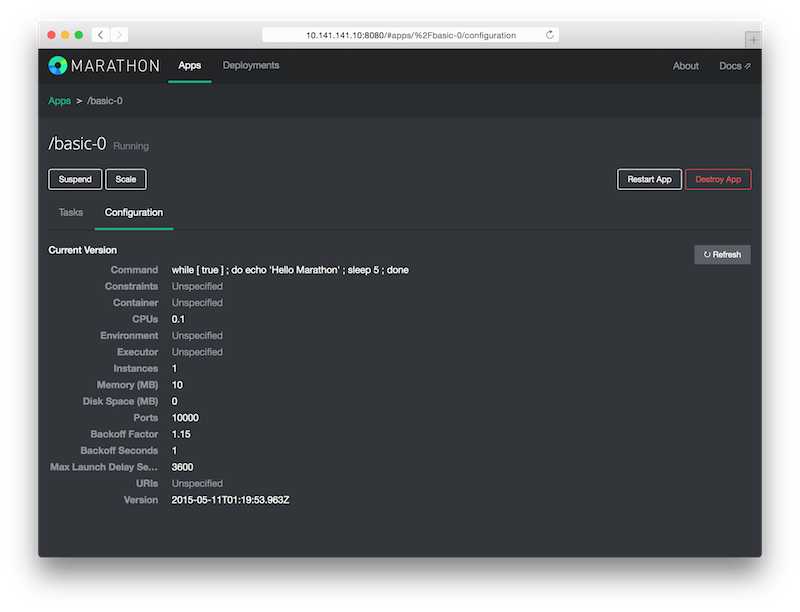 10.141.141.10:8080/#apps/%2Fbasic-0/configuration
MARATHON Apps Deployments About Docs
Apps > /basic-0
/basic-0 Running
Suspend Scale Restart App Destroy App
Tasks Configuration
Current Version
Refresh
Command while [ true ] ; do echo 'Hello Marathon' ; sleep 5 ; done
Constraints Unspecified
Container Unspecified
CPUs 0.1
Environment Unspecified
Executor Unspecified
Instances 1
Memory (MB) 10
Disk Space (MB) 0
Ports 10000
Backoff Factor 1.15
Backoff Seconds 1
Max Launch Delay Se... 3600
URIs Unspecified
Version 2015-05-11T01:19:53.963Z